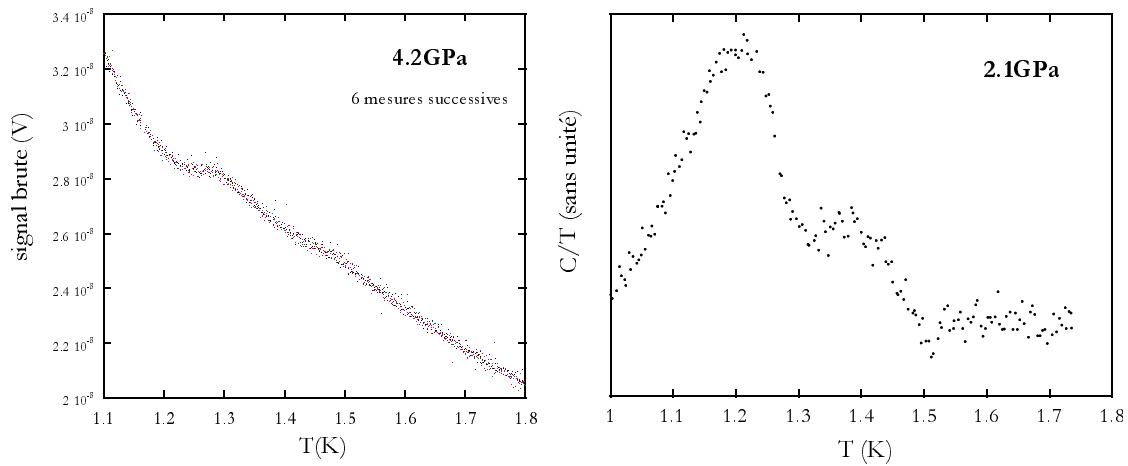 3.4 10⁻⁸
3.2 10⁻⁸
3 10⁻⁸
2.8 10⁻⁸
2.6 10⁻⁸
2.4 10⁻⁸
2.2 10⁻⁸
2 10⁻⁸
signal brute (V)
4.2GPa
6 mesures successives
1.1 1.2 1.3 1.4 1.5 1.6 1.7 1.8
T(K)
C/T (sans unité)
2.1GPa
1 1.1 1.2 1.3 1.4 1.5 1.6 1.7 1.8
T (K)